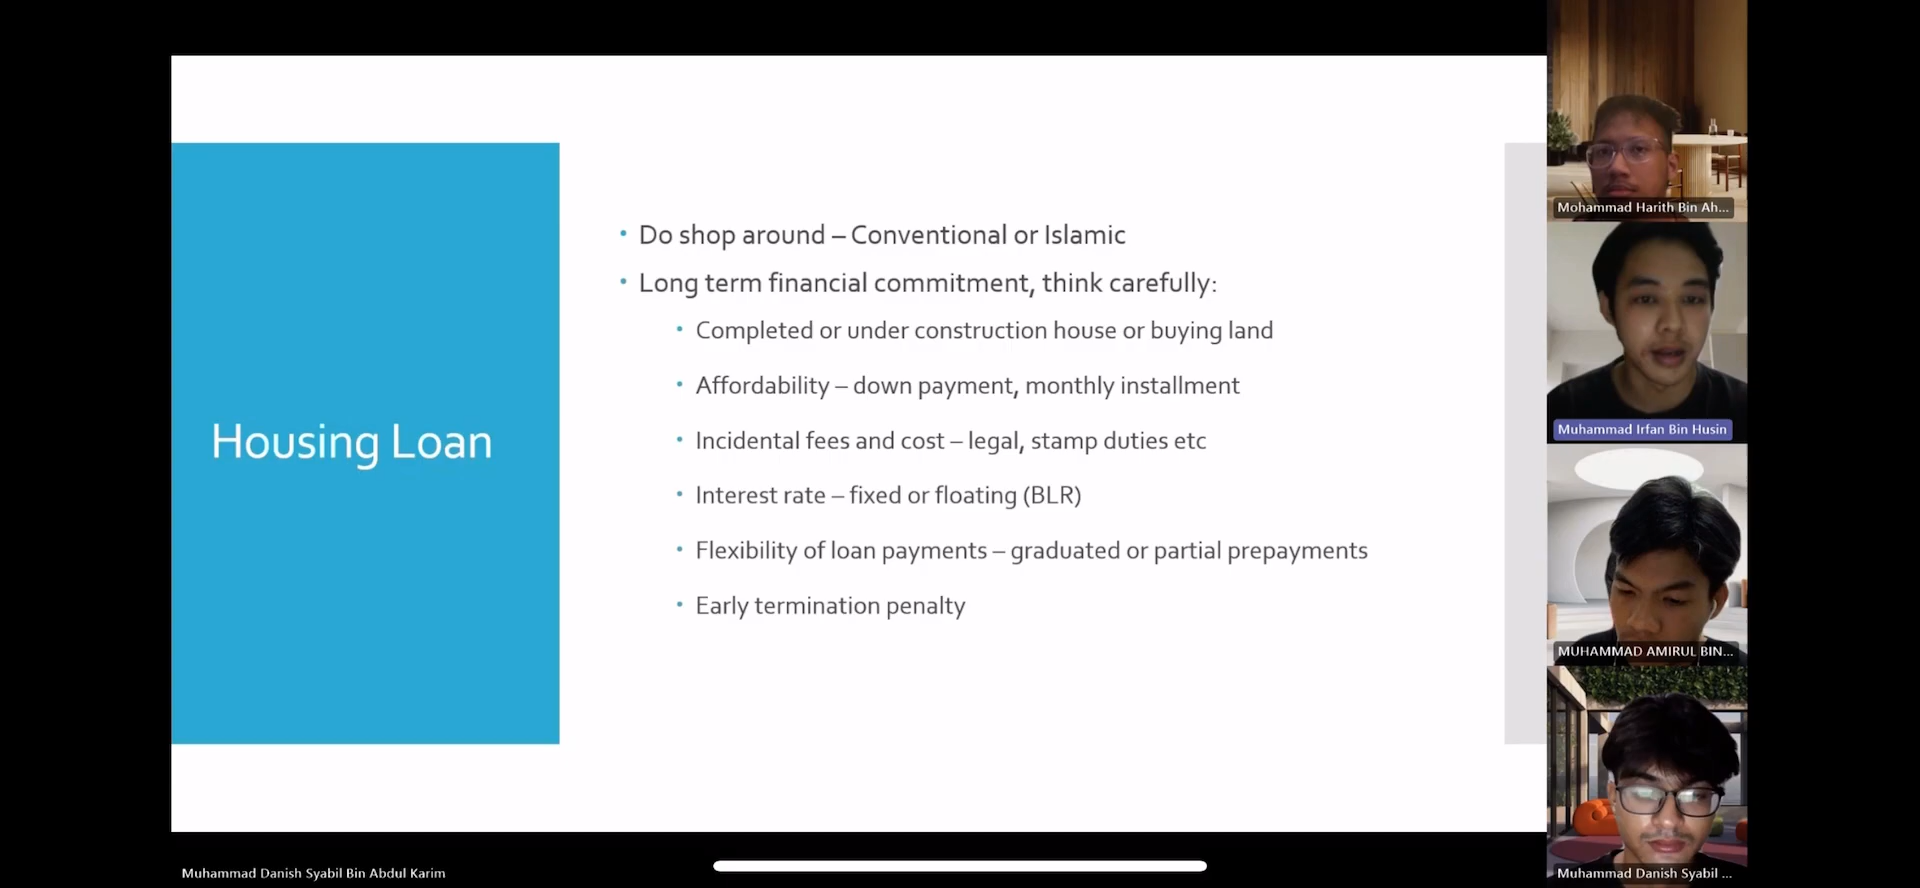 Housing Loan
• Do shop around – Conventional or Islamic
• Long term financial commitment, think carefully:
• Completed or under construction house or buying land
• Affordability – down payment, monthly installment
• Incidental fees and cost – legal, stamp duties etc
• Interest rate – fixed or floating (BLR)
• Flexibility of loan payments – graduated or partial prepayments
• Early termination penalty
Mohammad Harith Bin Ah...
Muhammad Irfan Bin Husin
MUHAMMAD AMIRUL BIN...
Muhammad Danish Syabil ...
Muhammad Danish Syabil Bin Abdul Karim